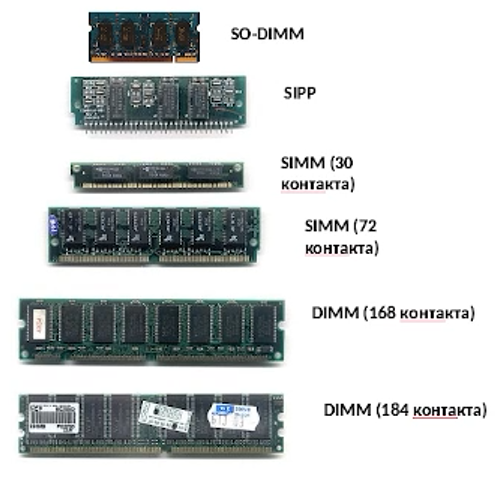 SO-DIMM
SIPP
SIMM (30
контакта)
SIMM (72
контакта)
DIMM (168 контакта)
DIMM (184 контакта)